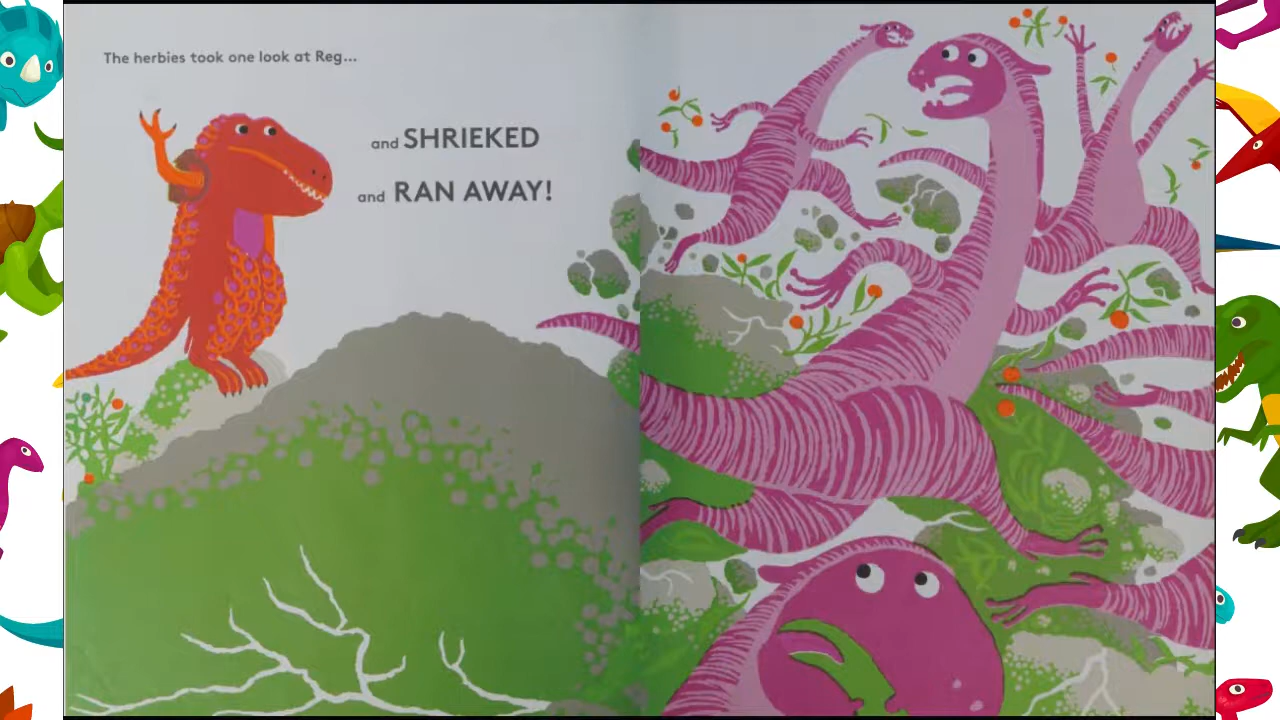 The herbies took one look at Reg...
and SHRIEKED
and RAN AWAY!